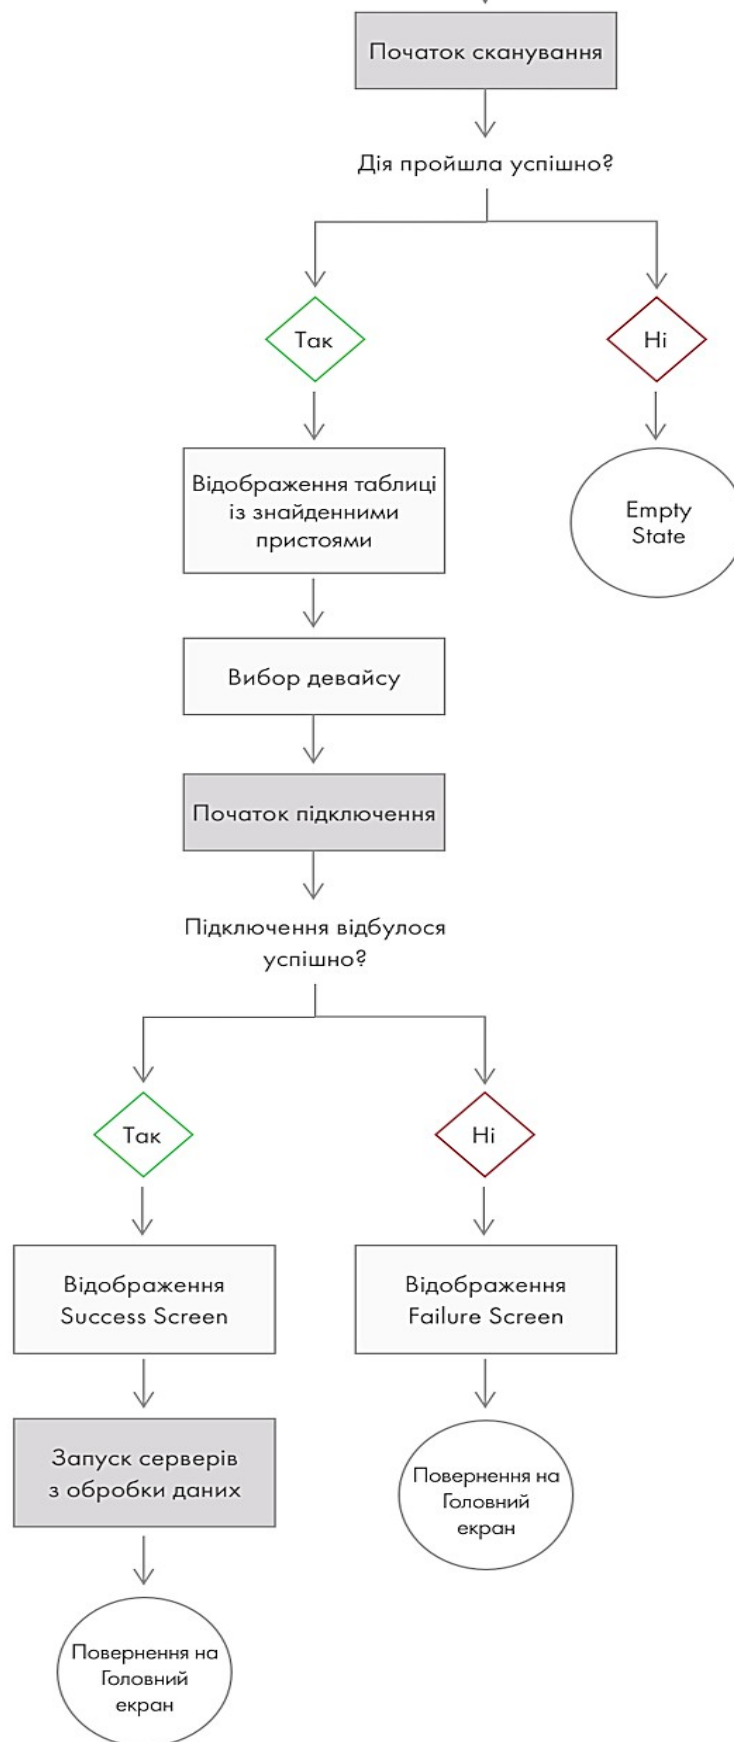 Початок сканування
Дія пройшла успішно?
Так
Ні
Відображення таблиці
із знайденними
пристоями
Empty
State
Вибор девайсу
Початок підключення
Підключення відбулося
успішно?
Так
Ні
Відображення
Success Screen
Відображення
Failure Screen
Запуск серверів
з обробки даних
Повернення на
Головний
екран
Повернення на
Головний
екран